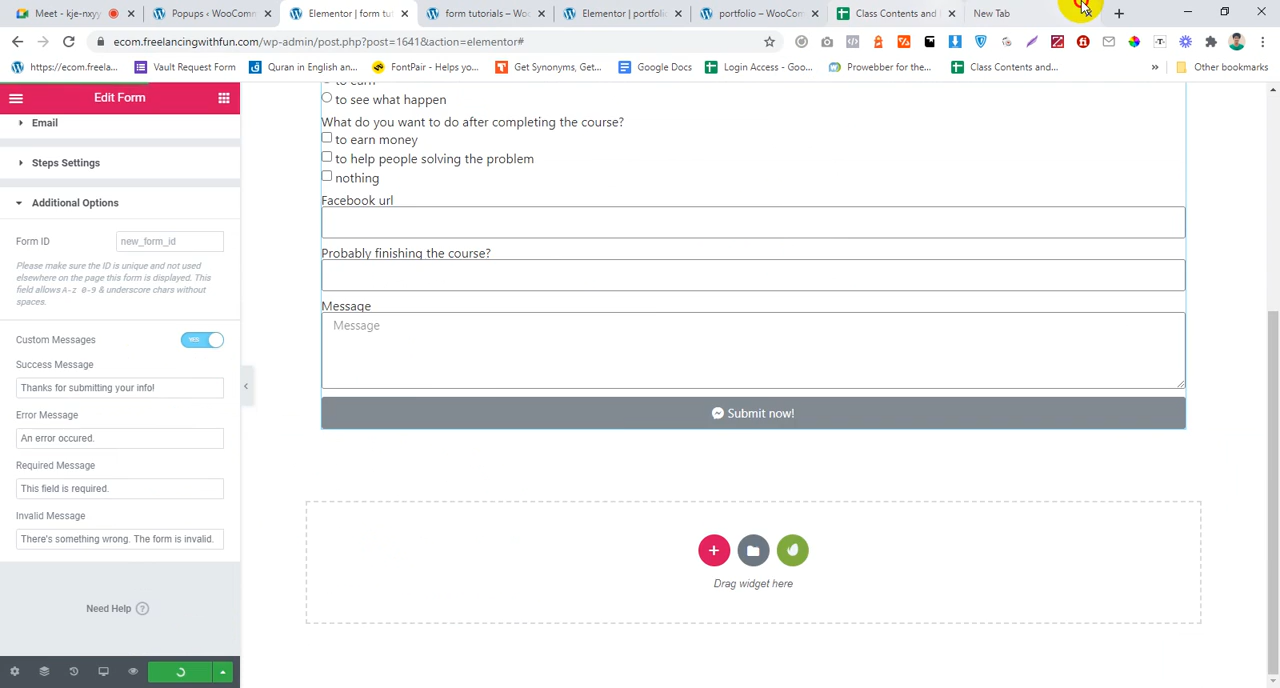 Meet - kje-nxyy
Popups ‹ WooComm
Elementor | form tut
form tutorials – WooC
Elementor | portfolio
portfolio – WooCom
Class Contents and
New Tab
ecom.freelancingwithfun.com/wp-admin/post.php?post=1641&action=elementor#
https://ecom.freela...
Vault Request Form
Quran in English an...
FontPair - Helps yo...
Get Synonyms, Get...
Google Docs
Login Access - Goo...
Prowebber for the...
Class Contents and...
»
Other bookmarks
Edit Form
to see what happen
Email
What do you want to do after completing the course?
to earn money
Steps Settings
to help people solving the problem
nothing
Additional Options
Facebook url
Form ID
new_form_id
Probably finishing the course?
Please make sure the ID is unique and not used
elsewhere on the page this form is displayed. This
field allows A-z 0-9 & underscore chars without
spaces.
Message
Message
Custom Messages
YES
Success Message
Thanks for submitting your info!
Error Message
Submit now!
An error occured.
Required Message
This field is required.
Invalid Message
There's something wrong. The form is invalid.
Drag widget here
Need Help ?